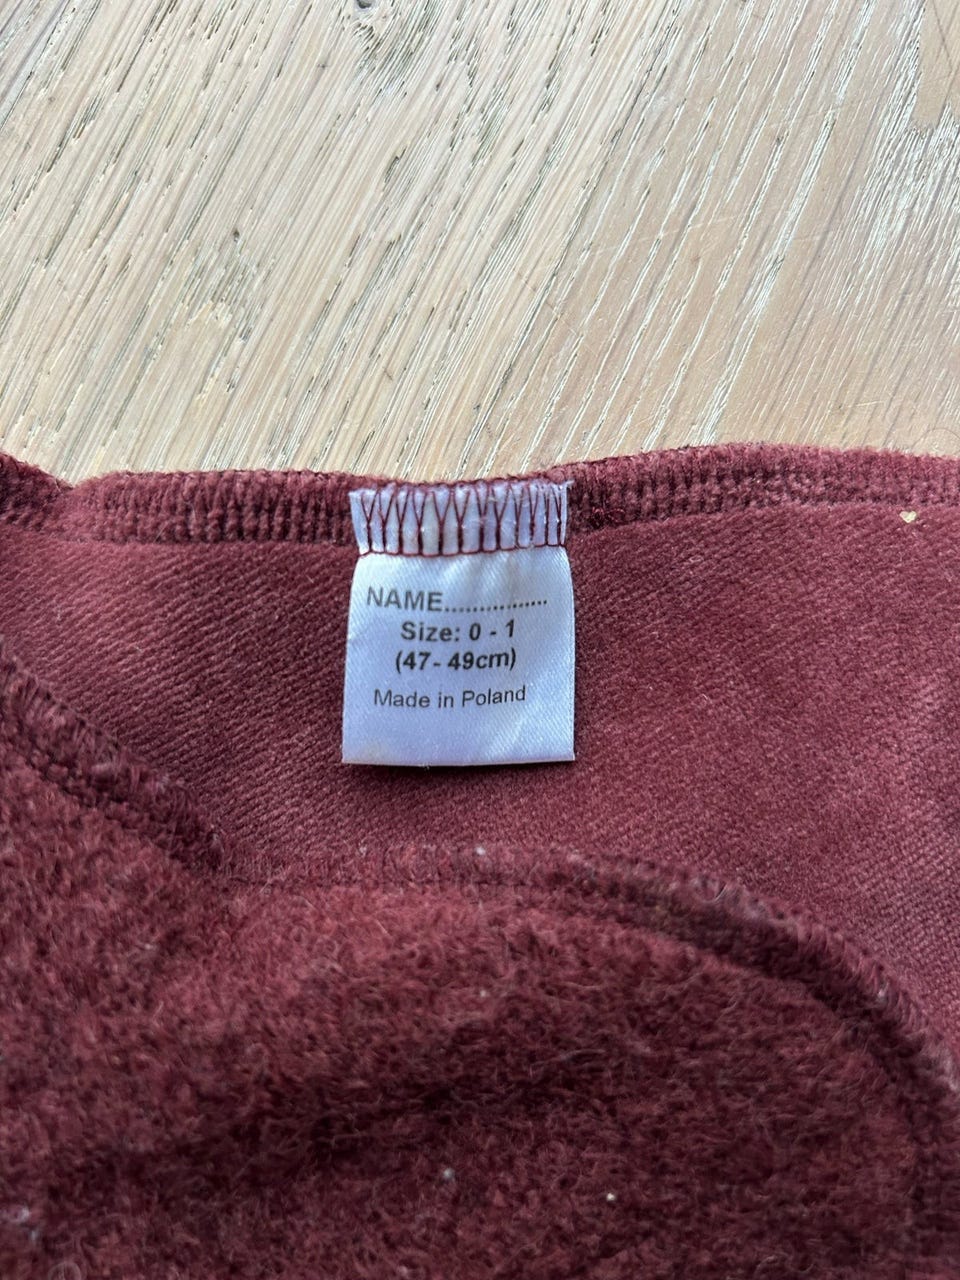 NAME................
Size: 0 - 1
(47- 49cm)
Made in Poland